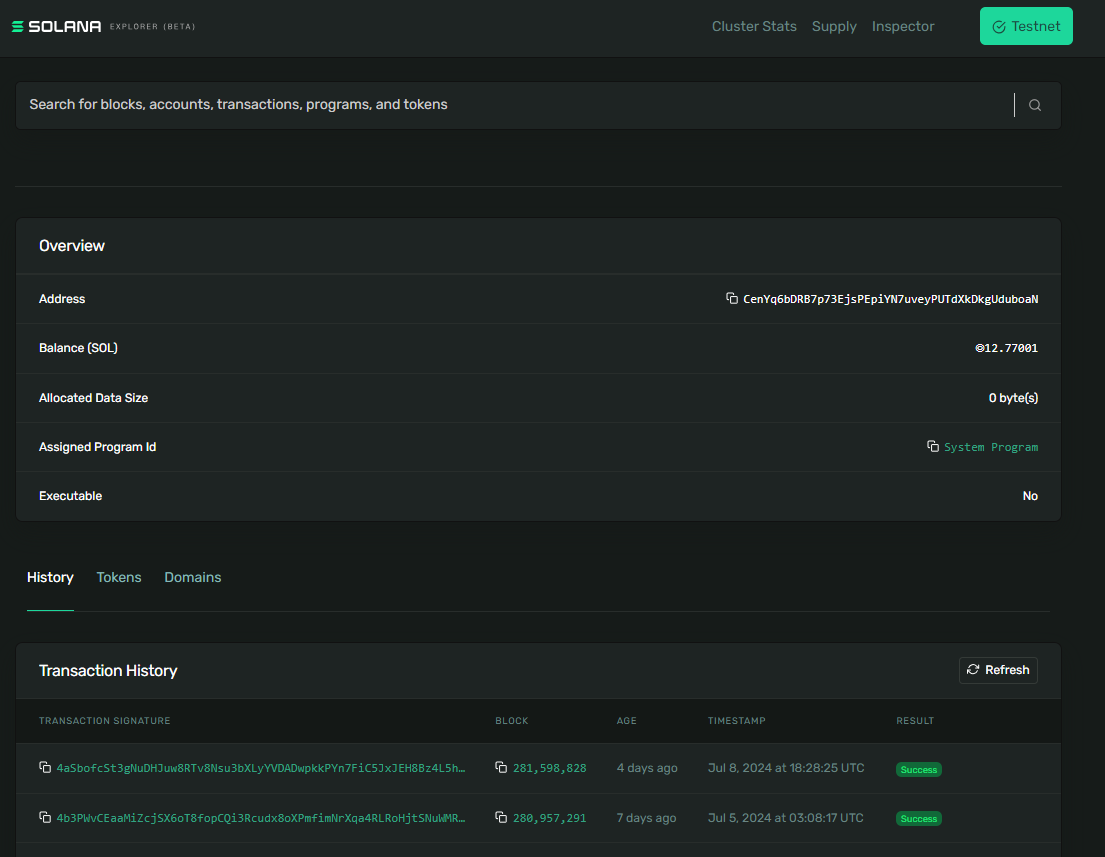 SOLANA EXPLORER (BETA) Cluster Stats Supply Inspector Testnet
Search for blocks, accounts, transactions, programs, and tokens
Overview
Address CenYq6bDRB7p73EjsPEpiYN7uveyPUTdXkDkgUduboaN
Balance (SOL) ◎12.77001
Allocated Data Size 0 byte(s)
Assigned Program Id System Program
Executable No
History Tokens Domains
Transaction History Refresh
TRANSACTION SIGNATURE BLOCK AGE TIMESTAMP RESULT
4aSbofcSt3gNuDHJuw8RTv8Nsu3bXLyYVDADwpkkPYn7FiC5JxJEH8Bz4L5h… 281,598,828 4 days ago Jul 8, 2024 at 18:28:25 UTC Success
4b3PWvCEaaMiZcjSX6oT8fopCQi3Rcudx8oXPmfimNrXqa4RLRoHjtSNuWMR… 280,957,291 7 days ago Jul 5, 2024 at 03:08:17 UTC Success